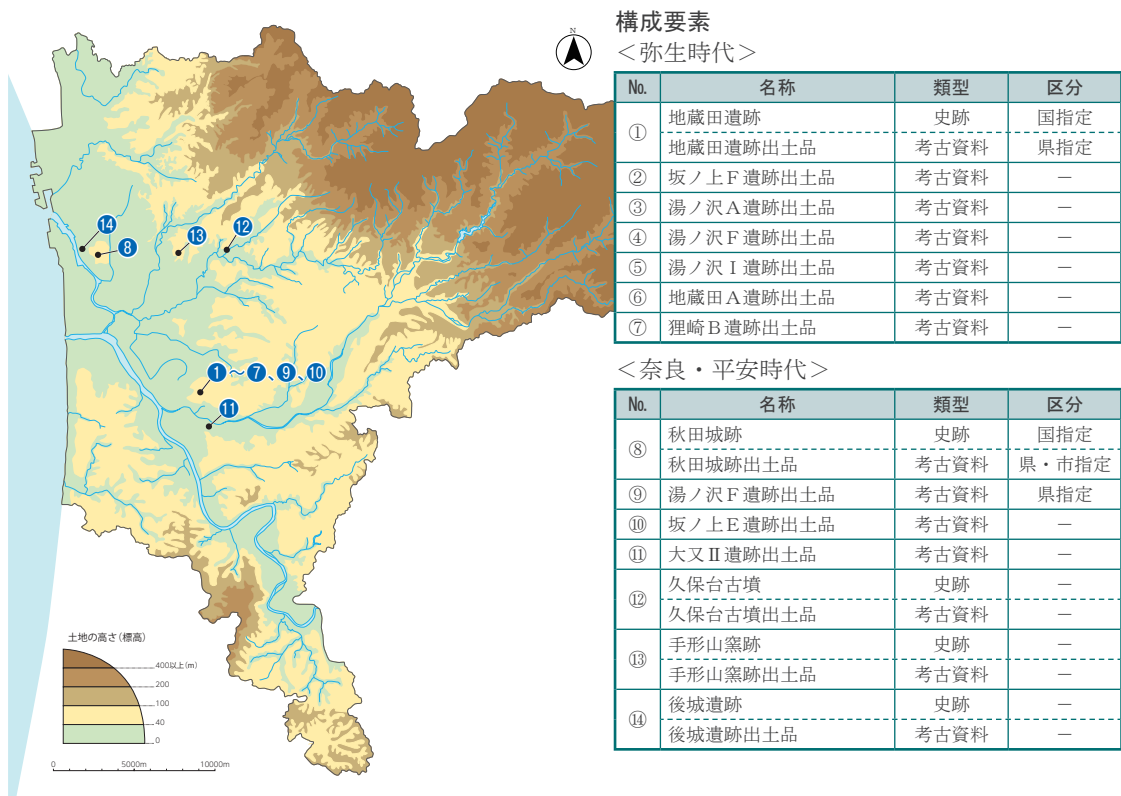 構成要素
＜弥生時代＞
No. 名称 類型 区分
① 地蔵田遺跡 史跡 国指定
地蔵田遺跡出土品 考古資料 県指定
② 坂ノ上Ｆ遺跡出土品 考古資料 －
③ 湯ノ沢Ａ遺跡出土品 考古資料 －
④ 湯ノ沢Ｆ遺跡出土品 考古資料 －
⑤ 湯ノ沢Ⅰ遺跡出土品 考古資料 －
⑥ 地蔵田Ａ遺跡出土品 考古資料 －
⑦ 狸崎Ｂ遺跡出土品 考古資料 －
＜奈良・平安時代＞
No. 名称 類型 区分
⑧ 秋田城跡 史跡 国指定
秋田城跡出土品 考古資料 県・市指定
⑨ 湯ノ沢Ｆ遺跡出土品 考古資料 県指定
⑩ 坂ノ上Ｅ遺跡出土品 考古資料 －
⑪ 大又Ⅱ遺跡出土品 考古資料 －
⑫ 久保台古墳 史跡 －
久保台古墳出土品 考古資料 －
⑬ 手形山窯跡 史跡 －
手形山窯跡出土品 考古資料 －
⑭ 後城遺跡 史跡 －
後城遺跡出土品 考古資料 －
N
14
8
13
12
1～7、9、10
11
土地の高さ（標高）
400以上（m）
200
100
40
0
0 5000m 10000m